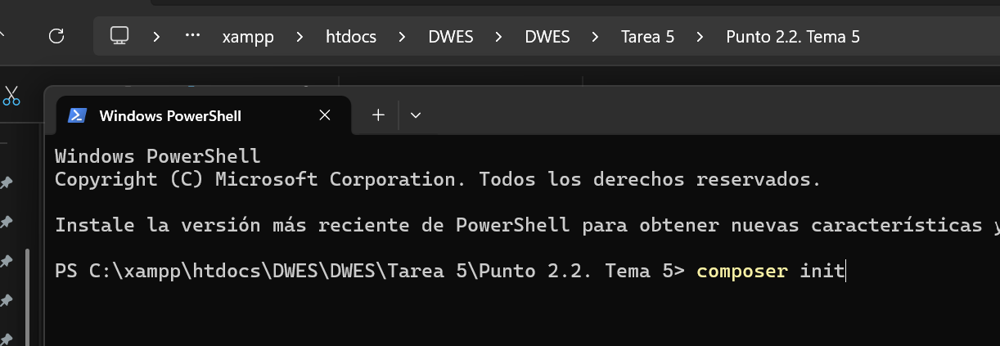 xampp > htdocs > DWES > DWES > Tarea 5 > Punto 2.2. Tema 5
Windows PowerShell
Windows PowerShell
Copyright (C) Microsoft Corporation. Todos los derechos reservados.
Instale la versión más reciente de PowerShell para obtener nuevas características y
PS C:\xampp\htdocs\DWES\DWES\Tarea 5\Punto 2.2. Tema 5> composer init